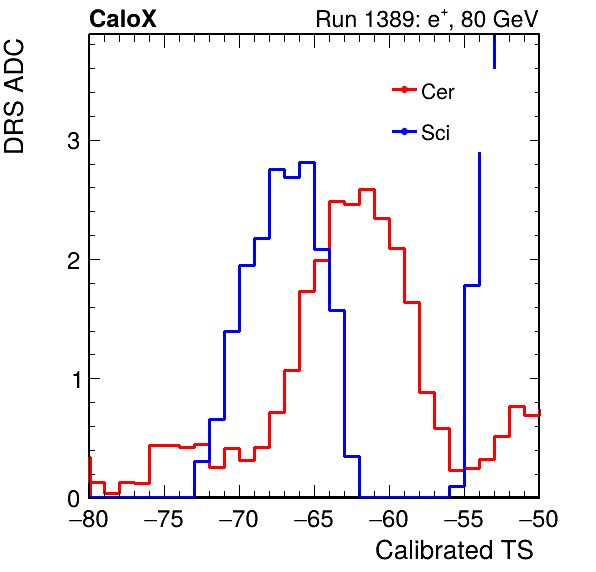 CaloX Run 1389: e⁺, 80 GeV
DRS ADC
Cer
Sci
3
2
1
0
−80 −75 −70 −65 −60 −55 −50
Calibrated TS